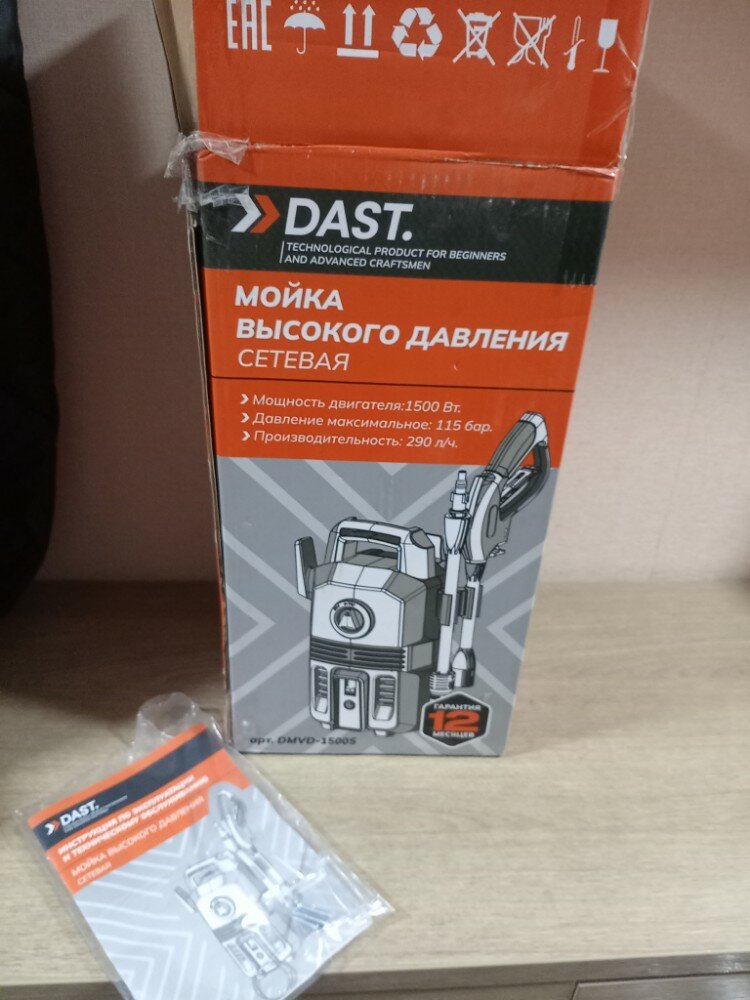 EAC
DAST.
TECHNOLOGICAL PRODUCT FOR BEGINNERS
AND ADVANCED CRAFTSMEN
МОЙКА
ВЫСОКОГО ДАВЛЕНИЯ
СЕТЕВАЯ
Мощность двигателя:1500 Вт.
Давление максимальное: 115 бар.
Производительность: 290 л/ч.
ГАРАНТИЯ
12
МЕСЯЦЕВ
арт. DMVD-1500S
DAST.
ИНСТРУКЦИЯ ПО ЭКСПЛУАТАЦИИ
И ТЕХНИЧЕСКОМУ ОБСЛУЖИВАНИЮ
МОЙКА ВЫСОКОГО ДАВЛЕНИЯ
СЕТЕВАЯ